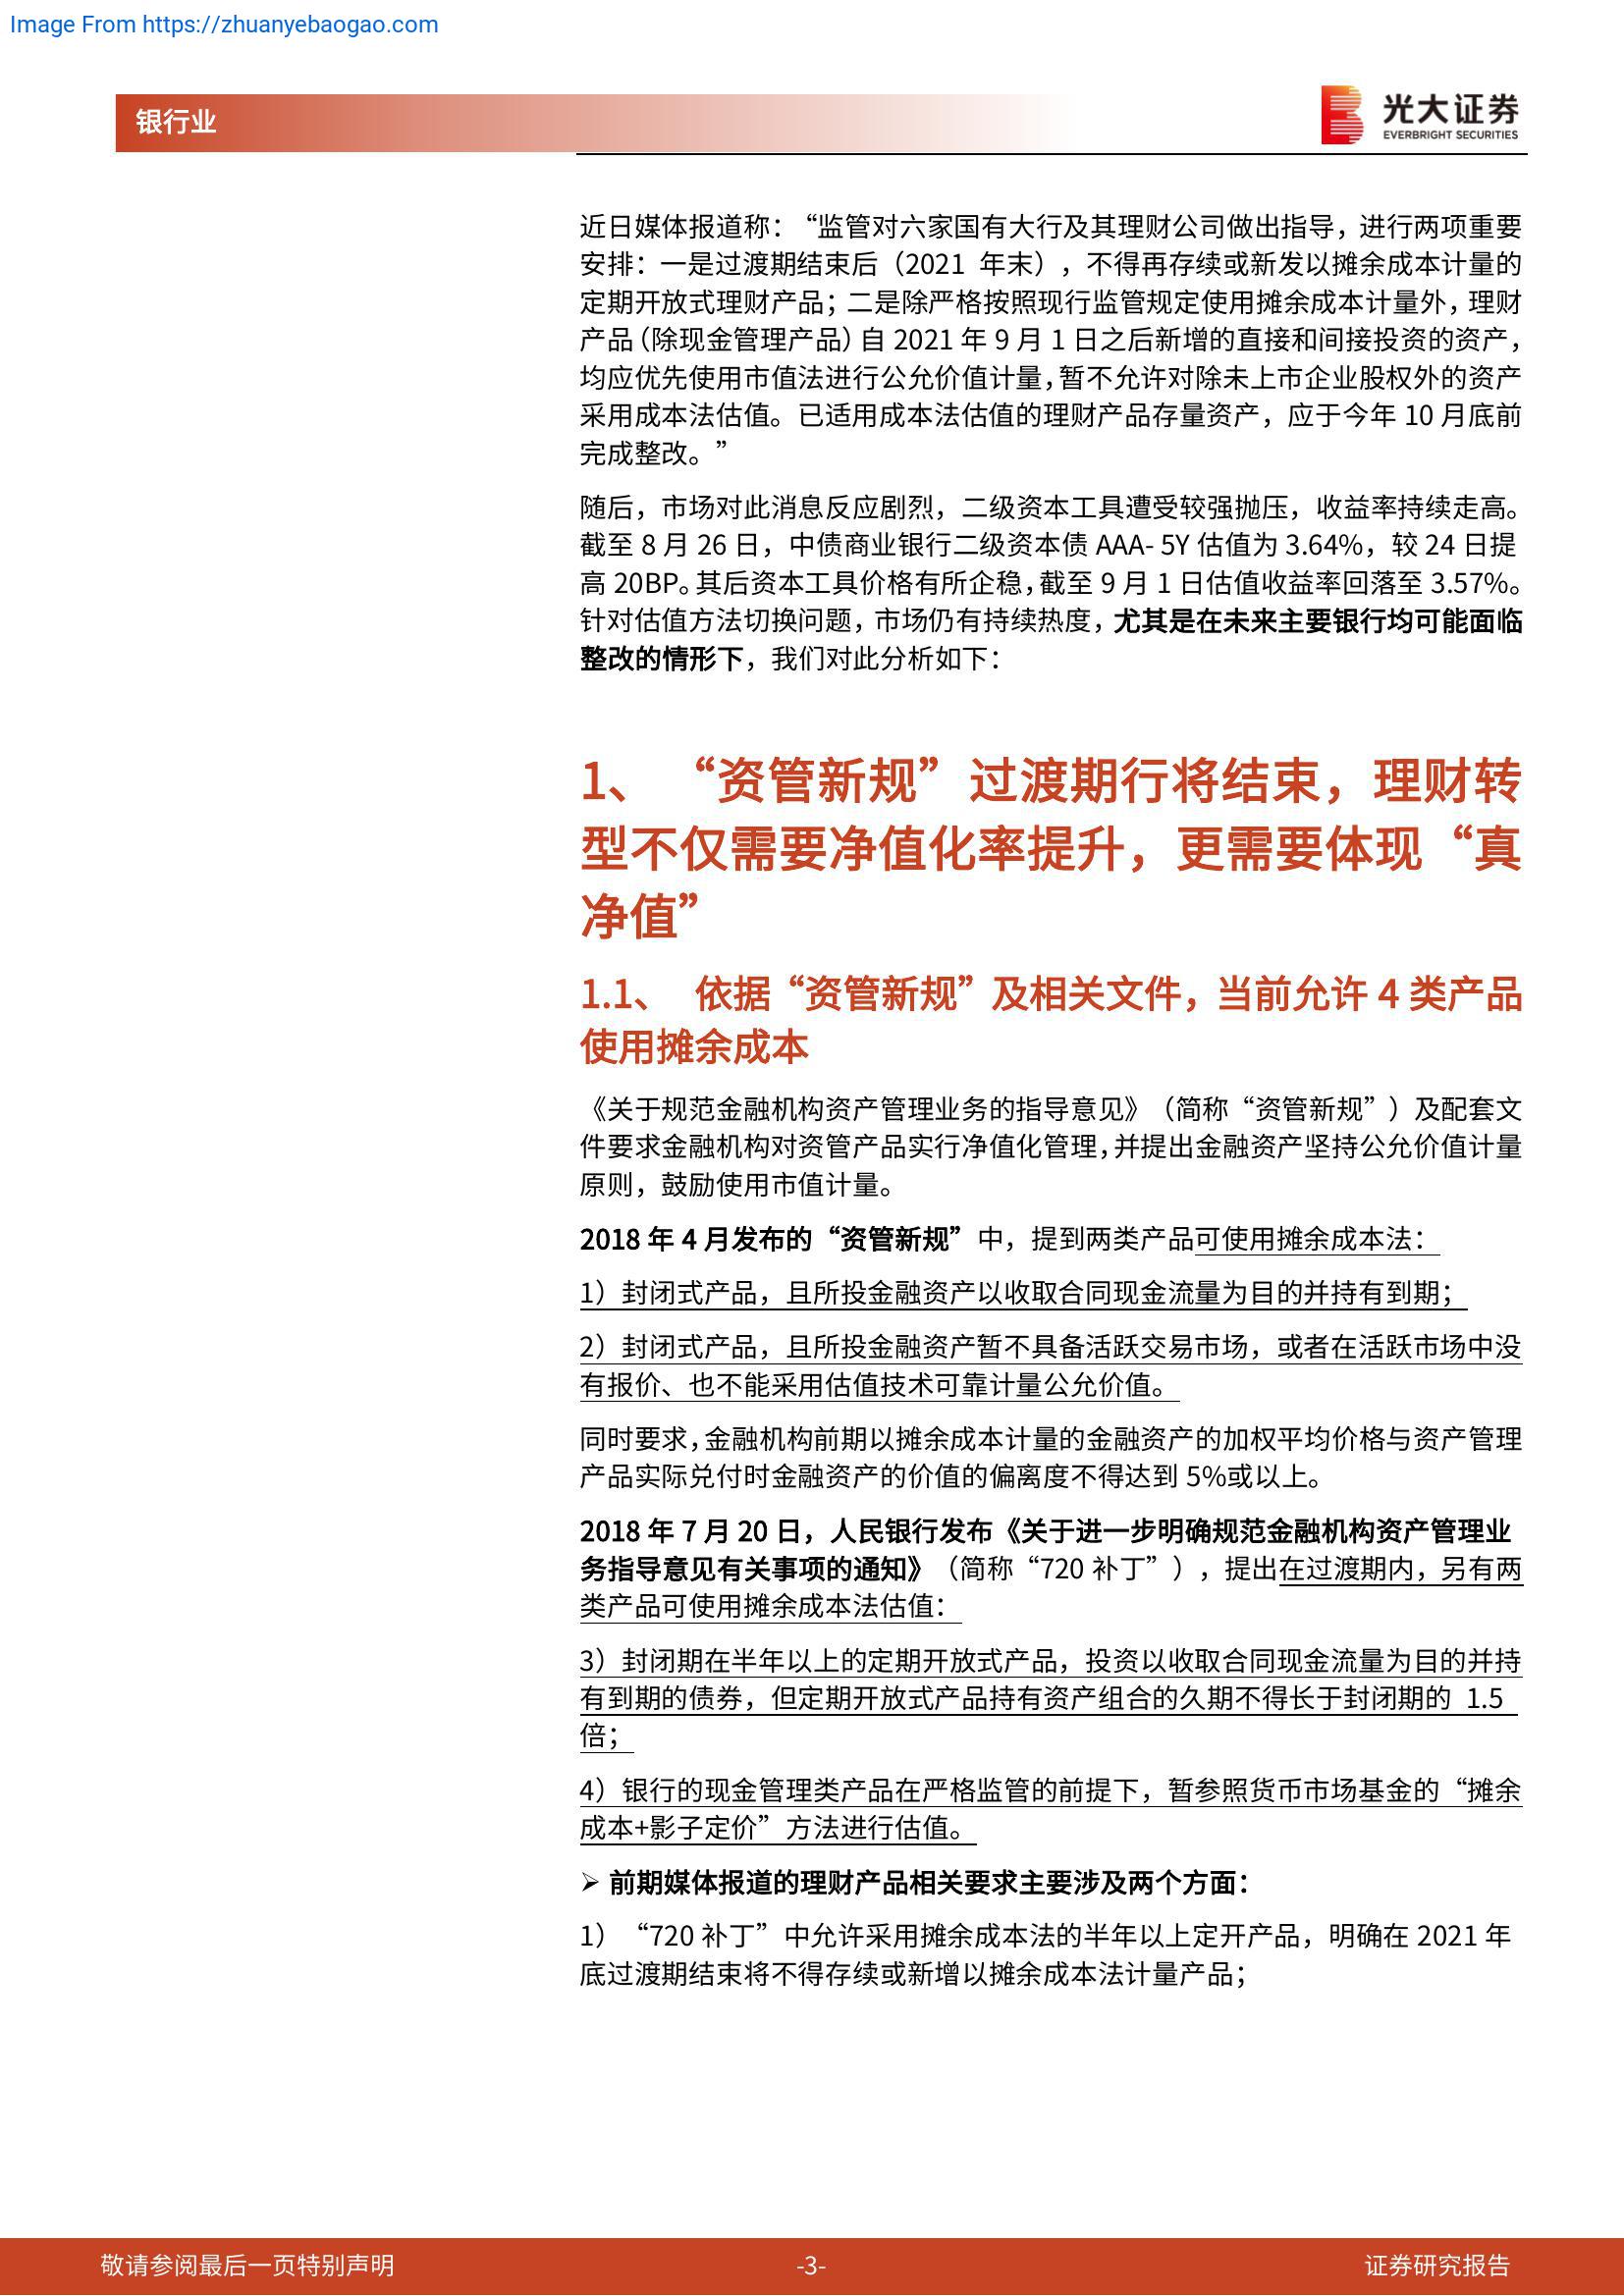 Image From https://zhuanyebaogao.com
银行业
光大证券
EVERBRIGHT SECURITIES
近日媒体报道称：“监管对六家国有大行及其理财公司做出指导，进行两项重要
安排：一是过渡期结束后（2021 年末），不得再存续或新发以摊余成本计量的
定期开放式理财产品；二是除严格按照现行监管规定使用摊余成本计量外，理财
产品（除现金管理产品）自 2021 年 9 月 1 日之后新增的直接和间接投资的资产，
均应优先使用市值法进行公允价值计量，暂不允许对除未上市企业股权外的资产
采用成本法估值。已适用成本法估值的理财产品存量资产，应于今年 10 月底前
完成整改。”
随后，市场对此消息反应剧烈，二级资本工具遭受较强抛压，收益率持续走高。
截至 8 月 26 日，中债商业银行二级资本债 AAA- 5Y 估值为 3.64%，较 24 日提
高 20BP。其后资本工具价格有所企稳，截至 9 月 1 日估值收益率回落至 3.57%。
针对估值方法切换问题，市场仍有持续热度，尤其是在未来主要银行均可能面临
整改的情形下，我们对此分析如下：
1、 “资管新规”过渡期行将结束，理财转
型不仅需要净值化率提升，更需要体现“真
净值”
1.1、 依据“资管新规”及相关文件，当前允许 4 类产品
使用摊余成本
《关于规范金融机构资产管理业务的指导意见》（简称“资管新规”）及配套文
件要求金融机构对资管产品实行净值化管理，并提出金融资产坚持公允价值计量
原则，鼓励使用市值计量。
2018 年 4 月发布的“资管新规”中，提到两类产品可使用摊余成本法：
1）封闭式产品，且所投金融资产以收取合同现金流量为目的并持有到期；
2）封闭式产品，且所投金融资产暂不具备活跃交易市场，或者在活跃市场中没
有报价、也不能采用估值技术可靠计量公允价值。
同时要求，金融机构前期以摊余成本计量的金融资产的加权平均价格与资产管理
产品实际兑付时金融资产的价值的偏离度不得达到 5%或以上。
2018 年 7 月 20 日，人民银行发布《关于进一步明确规范金融机构资产管理业
务指导意见有关事项的通知》（简称“720 补丁”），提出在过渡期内，另有两
类产品可使用摊余成本法估值：
3）封闭期在半年以上的定期开放式产品，投资以收取合同现金流量为目的并持
有到期的债券，但定期开放式产品持有资产组合的久期不得长于封闭期的 1.5
倍；
4）银行的现金管理类产品在严格监管的前提下，暂参照货币市场基金的“摊余
成本+影子定价”方法进行估值。
➢ 前期媒体报道的理财产品相关要求主要涉及两个方面：
1）“720 补丁”中允许采用摊余成本法的半年以上定开产品，明确在 2021 年
底过渡期结束将不得存续或新增以摊余成本法计量产品；
敬请参阅最后一页特别声明
-3-
证券研究报告